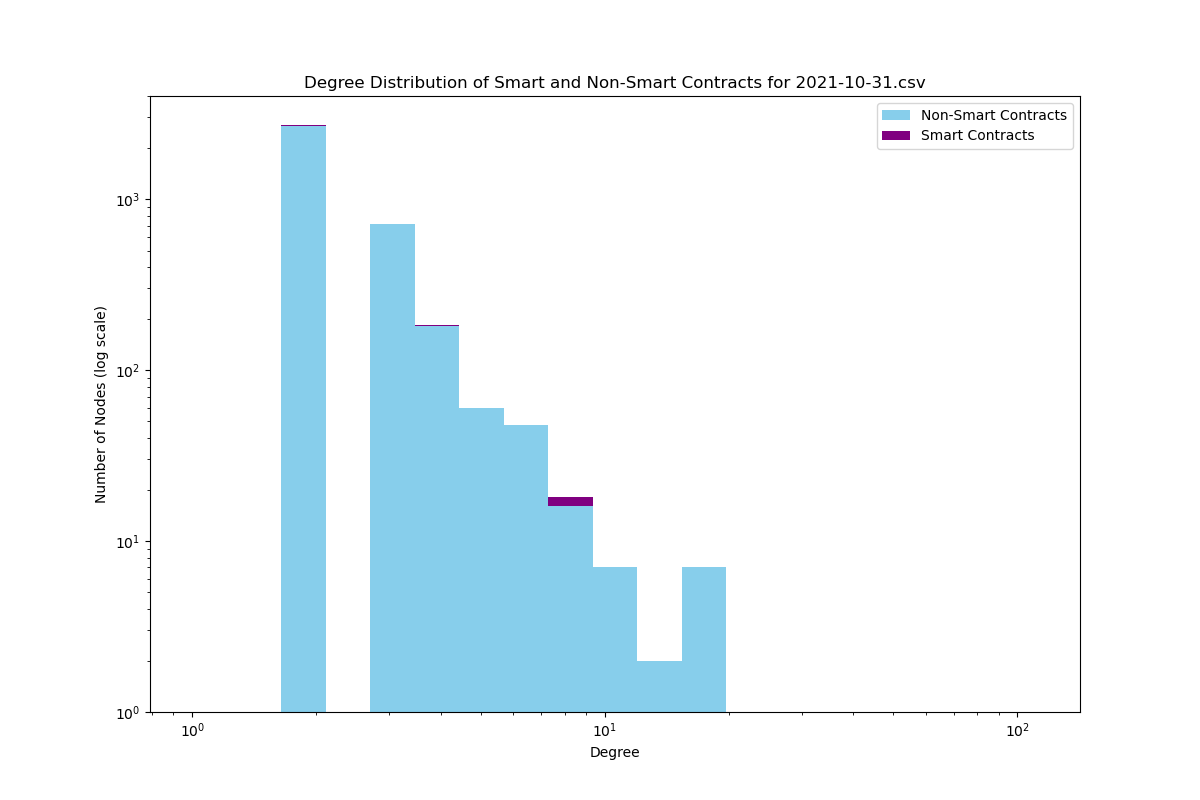 Degree Distribution of Smart and Non-Smart Contracts for 2021-10-31.csv
Non-Smart Contracts
Smart Contracts
Number of Nodes (log scale)
10³
10²
10¹
10⁰
10⁰ 10¹ 10²
Degree